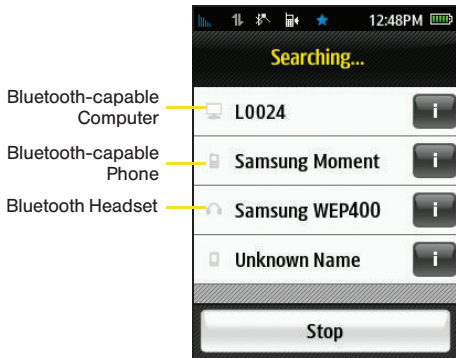 12:48PM
Searching...
Bluetooth-capable
Computer
L0024
i
Bluetooth-capable
Phone
Samsung Moment
i
Bluetooth Headset
Samsung WEP400
i
Unknown Name
i
Stop